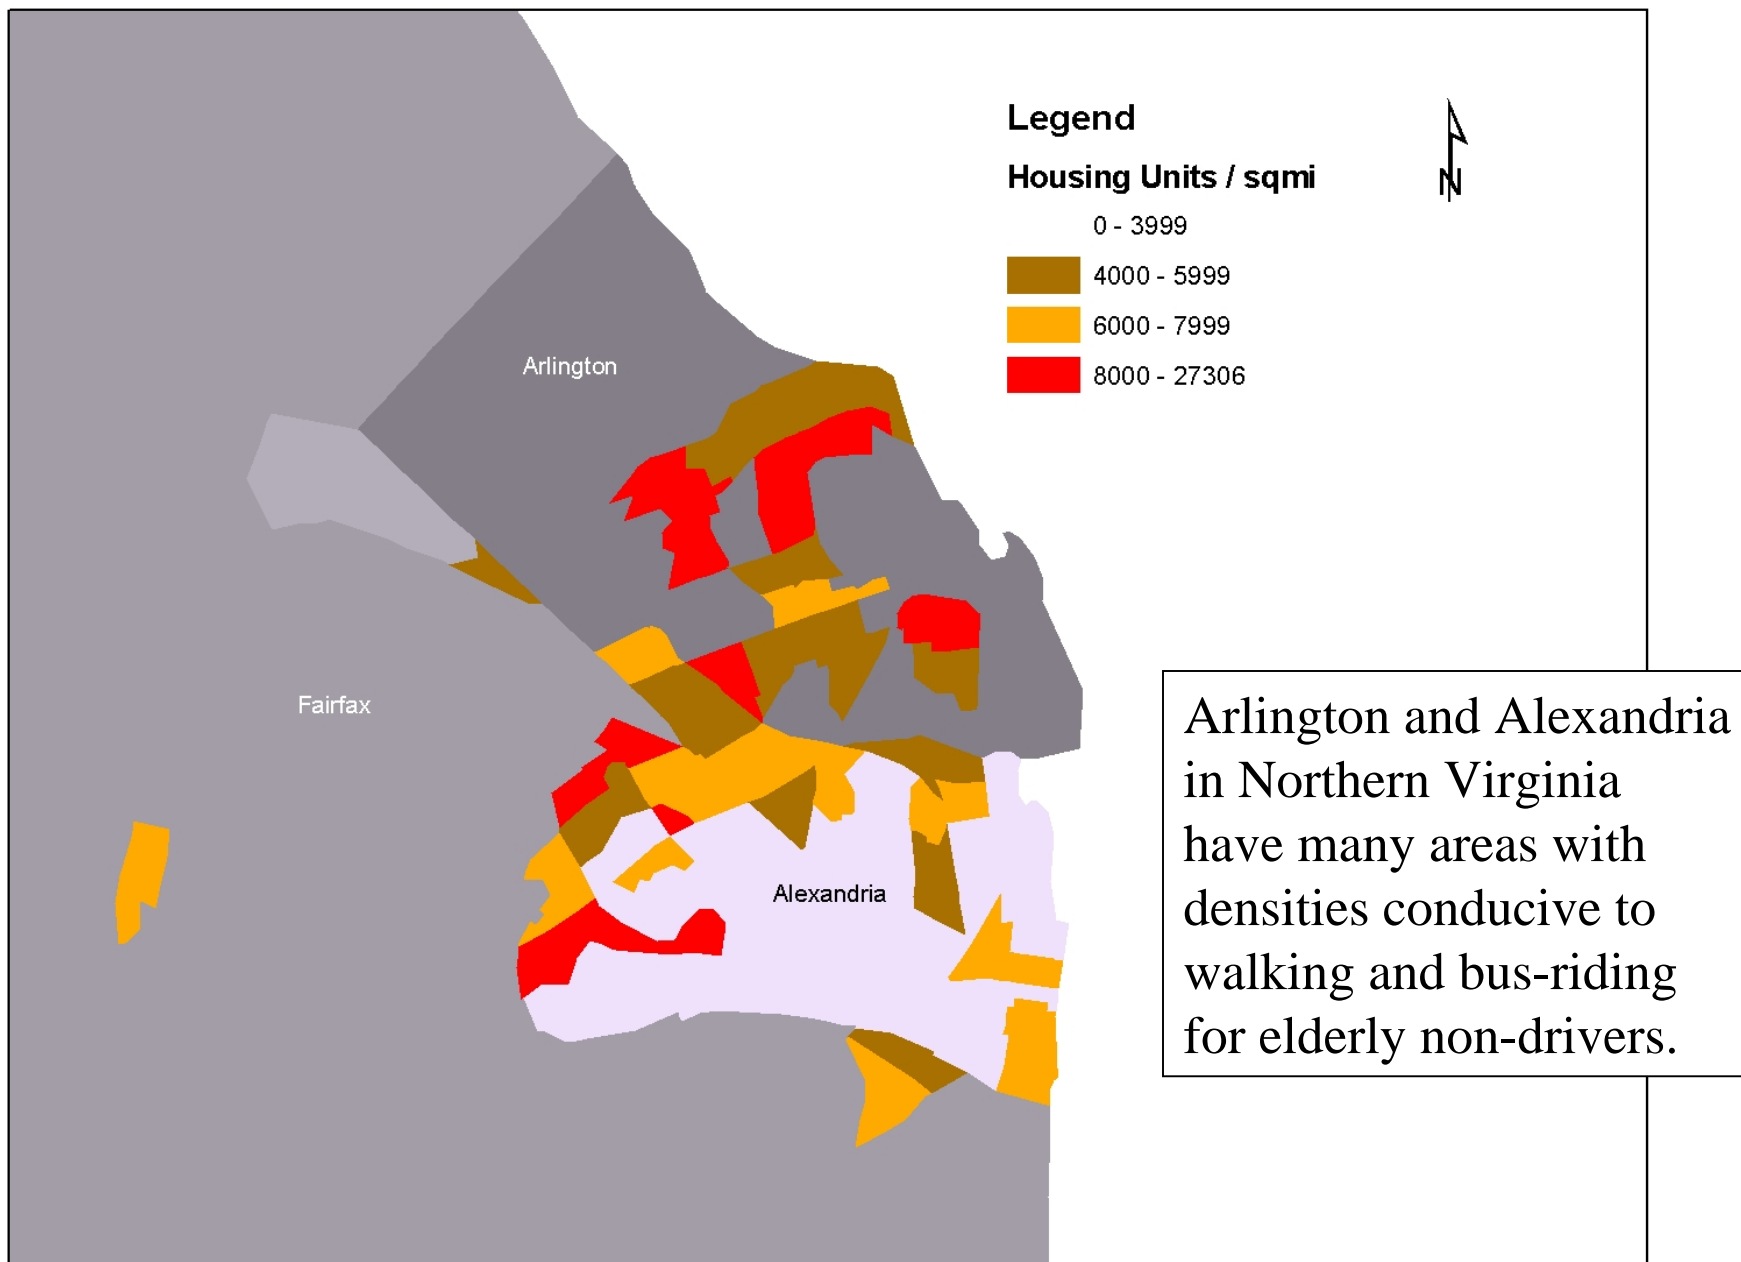 Legend
Housing Units / sqmi
0 - 3999
4000 - 5999
6000 - 7999
8000 - 27306
N
Arlington
Fairfax
Alexandria
Arlington and Alexandria
in Northern Virginia
have many areas with
densities conducive to
walking and bus-riding
for elderly non-drivers.